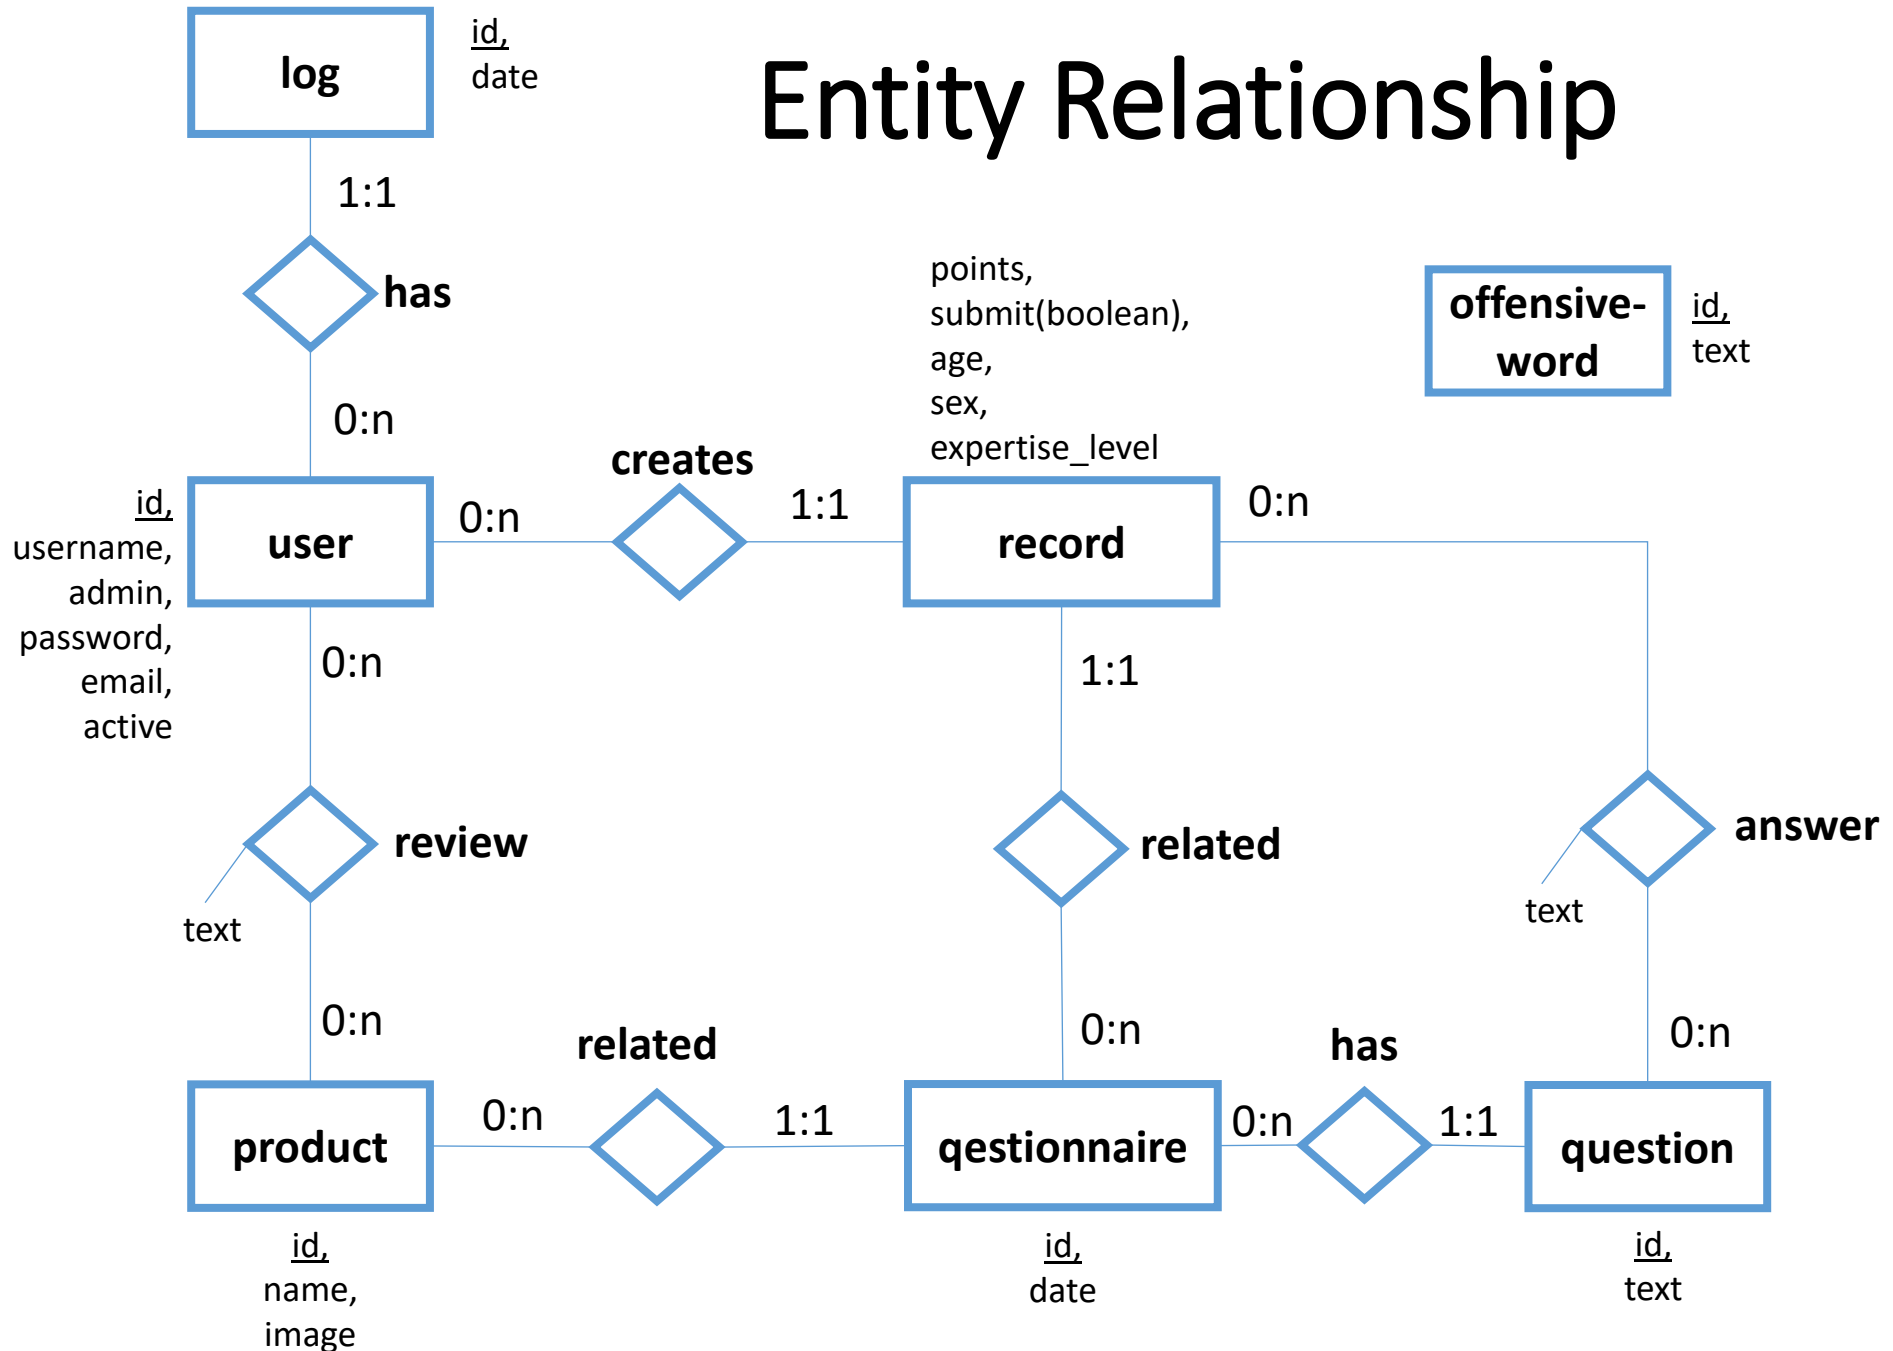 Entity Relationship
log
id,
date
1:1
has
0:n
points,
submit(boolean),
age,
sex,
expertise_level
offensive-
word
id,
text
id,
username,
admin,
password,
email,
active
user
0:n
creates
1:1
record
0:n
0:n
review
text
0:n
1:1
related
0:n
answer
text
0:n
product
id,
name,
image
0:n
related
1:1
qestionnaire
id,
date
0:n
has
1:1
question
id,
text